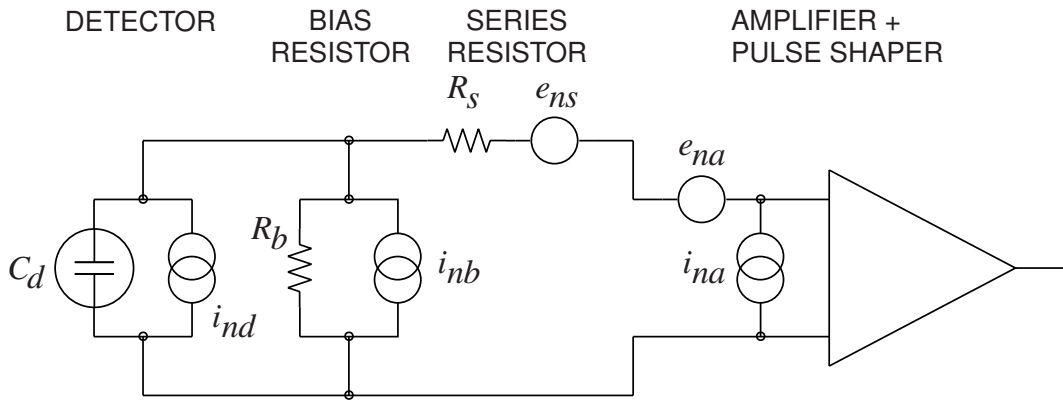 DETECTOR
BIAS
RESISTOR
SERIES
RESISTOR
AMPLIFIER +
PULSE SHAPER
Rs
ens
ena
Cd
ind
Rb
inb
ina